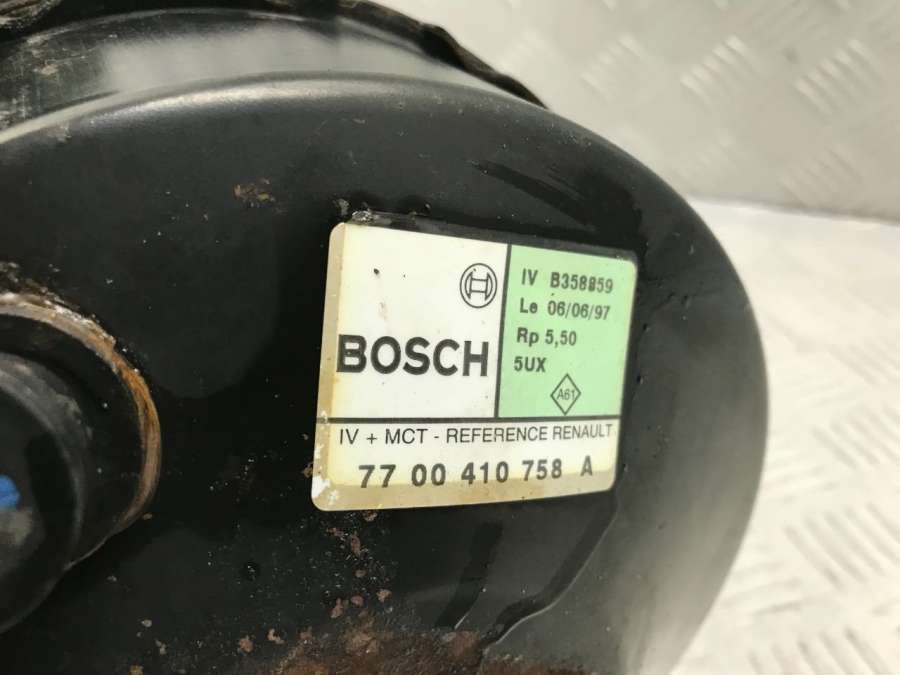 BOSCH
IV B358859
Le 06/06/97
Rp 5,50
5UX
A61
IV + MCT - REFERENCE RENAULT
77 00 410 758 A